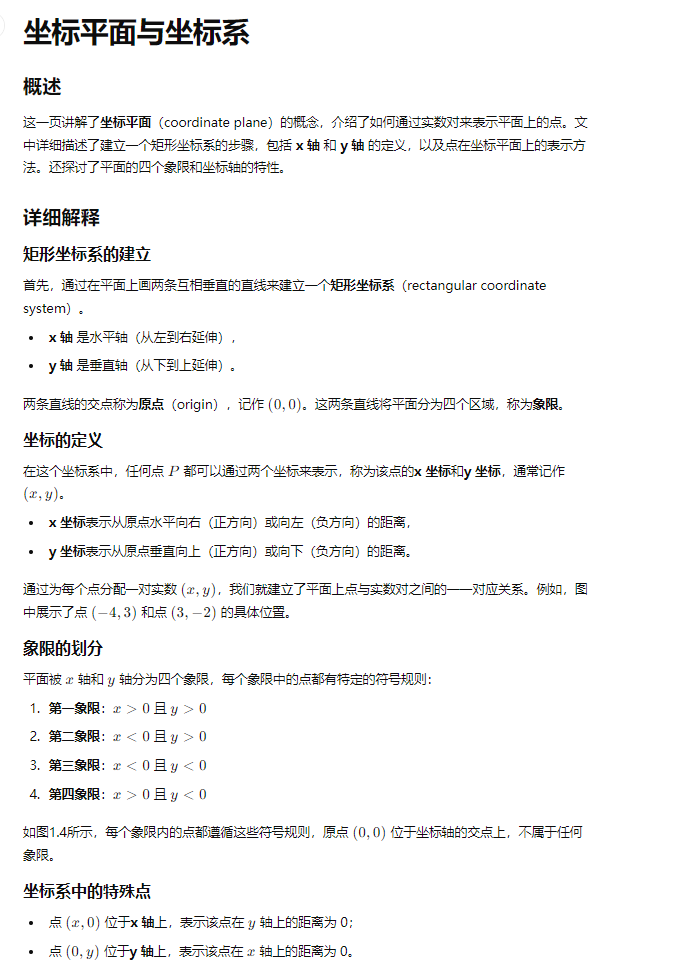 坐标平面与坐标系
概述
这一页讲解了坐标平面（coordinate plane）的概念，介绍了如何通过实数对来表示平面上的点。文
中详细描述了建立一个矩形坐标系的步骤，包括 x 轴 和 y 轴 的定义，以及点在坐标平面上的表示方
法。还探讨了平面的四个象限和坐标轴的特性。
详细解释
矩形坐标系的建立
首先，通过在平面上画两条互相垂直的直线来建立一个矩形坐标系（rectangular coordinate
system）。
• x 轴 是水平轴（从左到右延伸），
• y 轴 是垂直轴（从下到上延伸）。
两条直线的交点称为原点（origin），记作 (0, 0)。这两条直线将平面分为四个区域，称为象限。
坐标的定义
在这个坐标系中，任何点 P 都可以通过两个坐标来表示，称为该点的x 坐标和y 坐标，通常记作
(x, y)。
• x 坐标表示从原点水平向右（正方向）或向左（负方向）的距离，
• y 坐标表示从原点垂直向上（正方向）或向下（负方向）的距离。
通过为每个点分配一对实数 (x, y)，我们就建立了平面上点与实数对之间的一一对应关系。例如，图
中展示了点 (−4, 3) 和点 (3, −2) 的具体位置。
象限的划分
平面被 x 轴和 y 轴分为四个象限，每个象限中的点都有特定的符号规则：
1. 第一象限：x > 0 且 y > 0
2. 第二象限：x < 0 且 y > 0
3. 第三象限：x < 0 且 y < 0
4. 第四象限：x > 0 且 y < 0
如图1.4所示，每个象限内的点都遵循这些符号规则，原点 (0, 0) 位于坐标轴的交点上，不属于任何
象限。
坐标系中的特殊点
• 点 (x, 0) 位于x 轴上，表示该点在 y 轴上的距离为 0；
• 点 (0, y) 位于y 轴上，表示该点在 x 轴上的距离为 0。